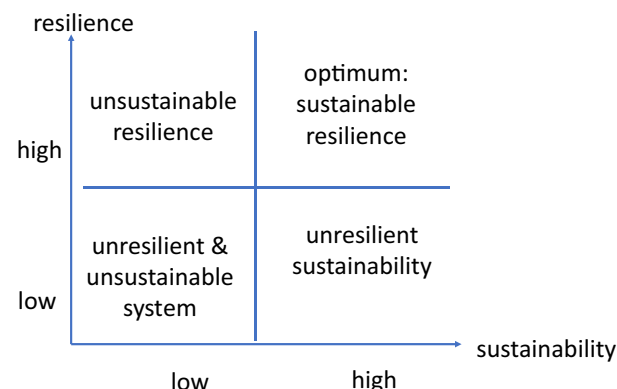 resilience
unsustainable
resilience
optimum:
sustainable
resilience
high
unresilient &
unsustainable
system
unresilient
sustainability
low
sustainability
low
high